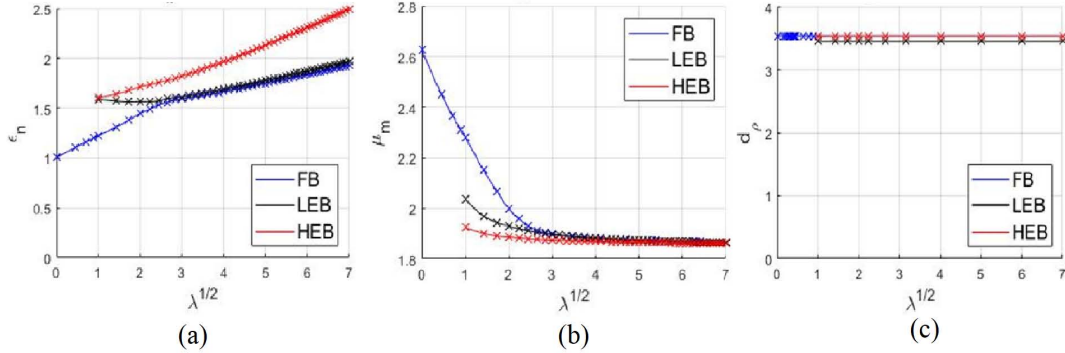 2.5
2
1.5
1
0.5
0
ϵn
0 1 2 3 4 5 6 7
λ1/2
FB
LEB
HEB
(a)
2.8
2.6
2.4
2.2
2
1.8
μm
0 1 2 3 4 5 6 7
λ1/2
FB
LEB
HEB
(b)
4
3
2
1
0
dρ
0 1 2 3 4 5 6 7
λ1/2
FB
LEB
HEB
(c)